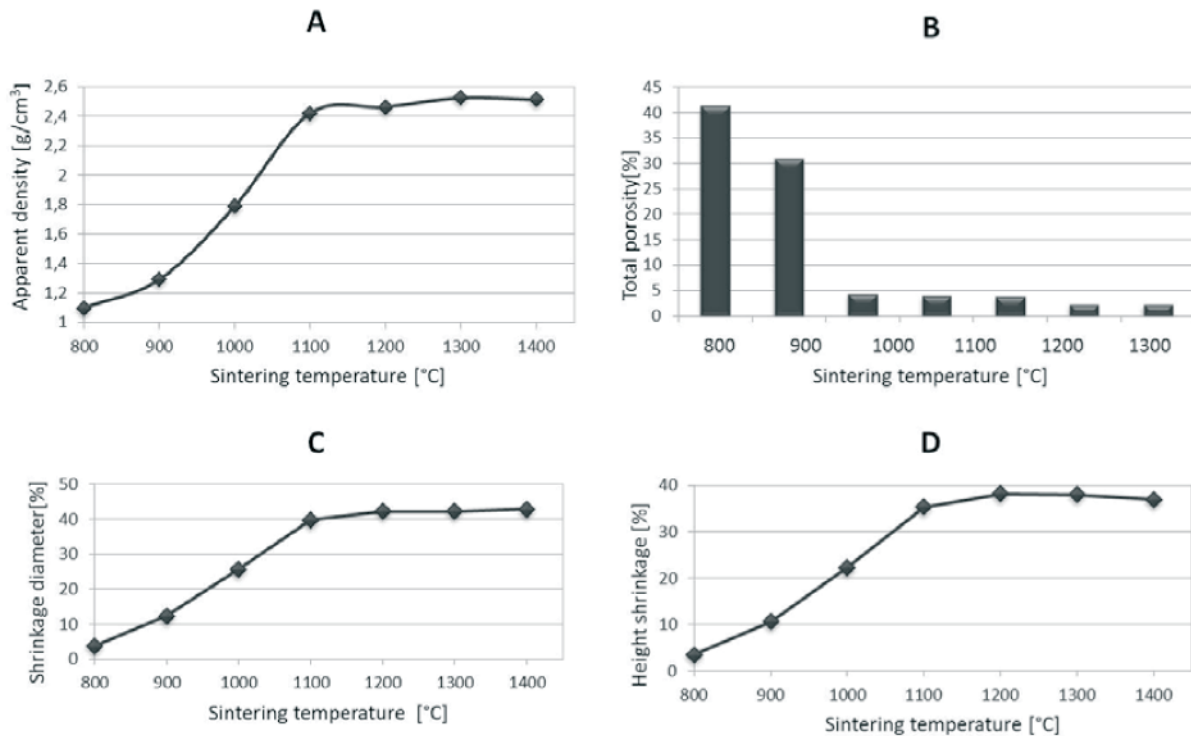 A
Apparent density [g/cm³]
2,6
2,4
2,2
2
1,8
1,6
1,4
1,2
1
800 900 1000 1100 1200 1300 1400
Sintering temperature [°C]
B
Total porosity[%]
45
40
35
30
25
20
15
10
5
0
800 900 1000 1100 1200 1300
Sintering temperature [°C]
C
Shrinkage diameter[%]
50
40
30
20
10
0
800 900 1000 1100 1200 1300 1400
Sintering temperature [°C]
D
Height shrinkage [%]
40
30
20
10
0
800 900 1000 1100 1200 1300 1400
Sintering temperature [°C]